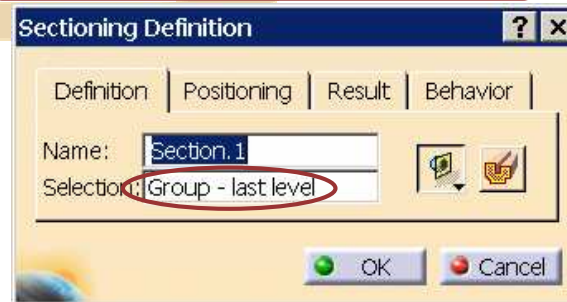 Sectioning Definition
Definition Positioning Result Behavior
Name: Section.1
Selection: Group - last level
OK Cancel